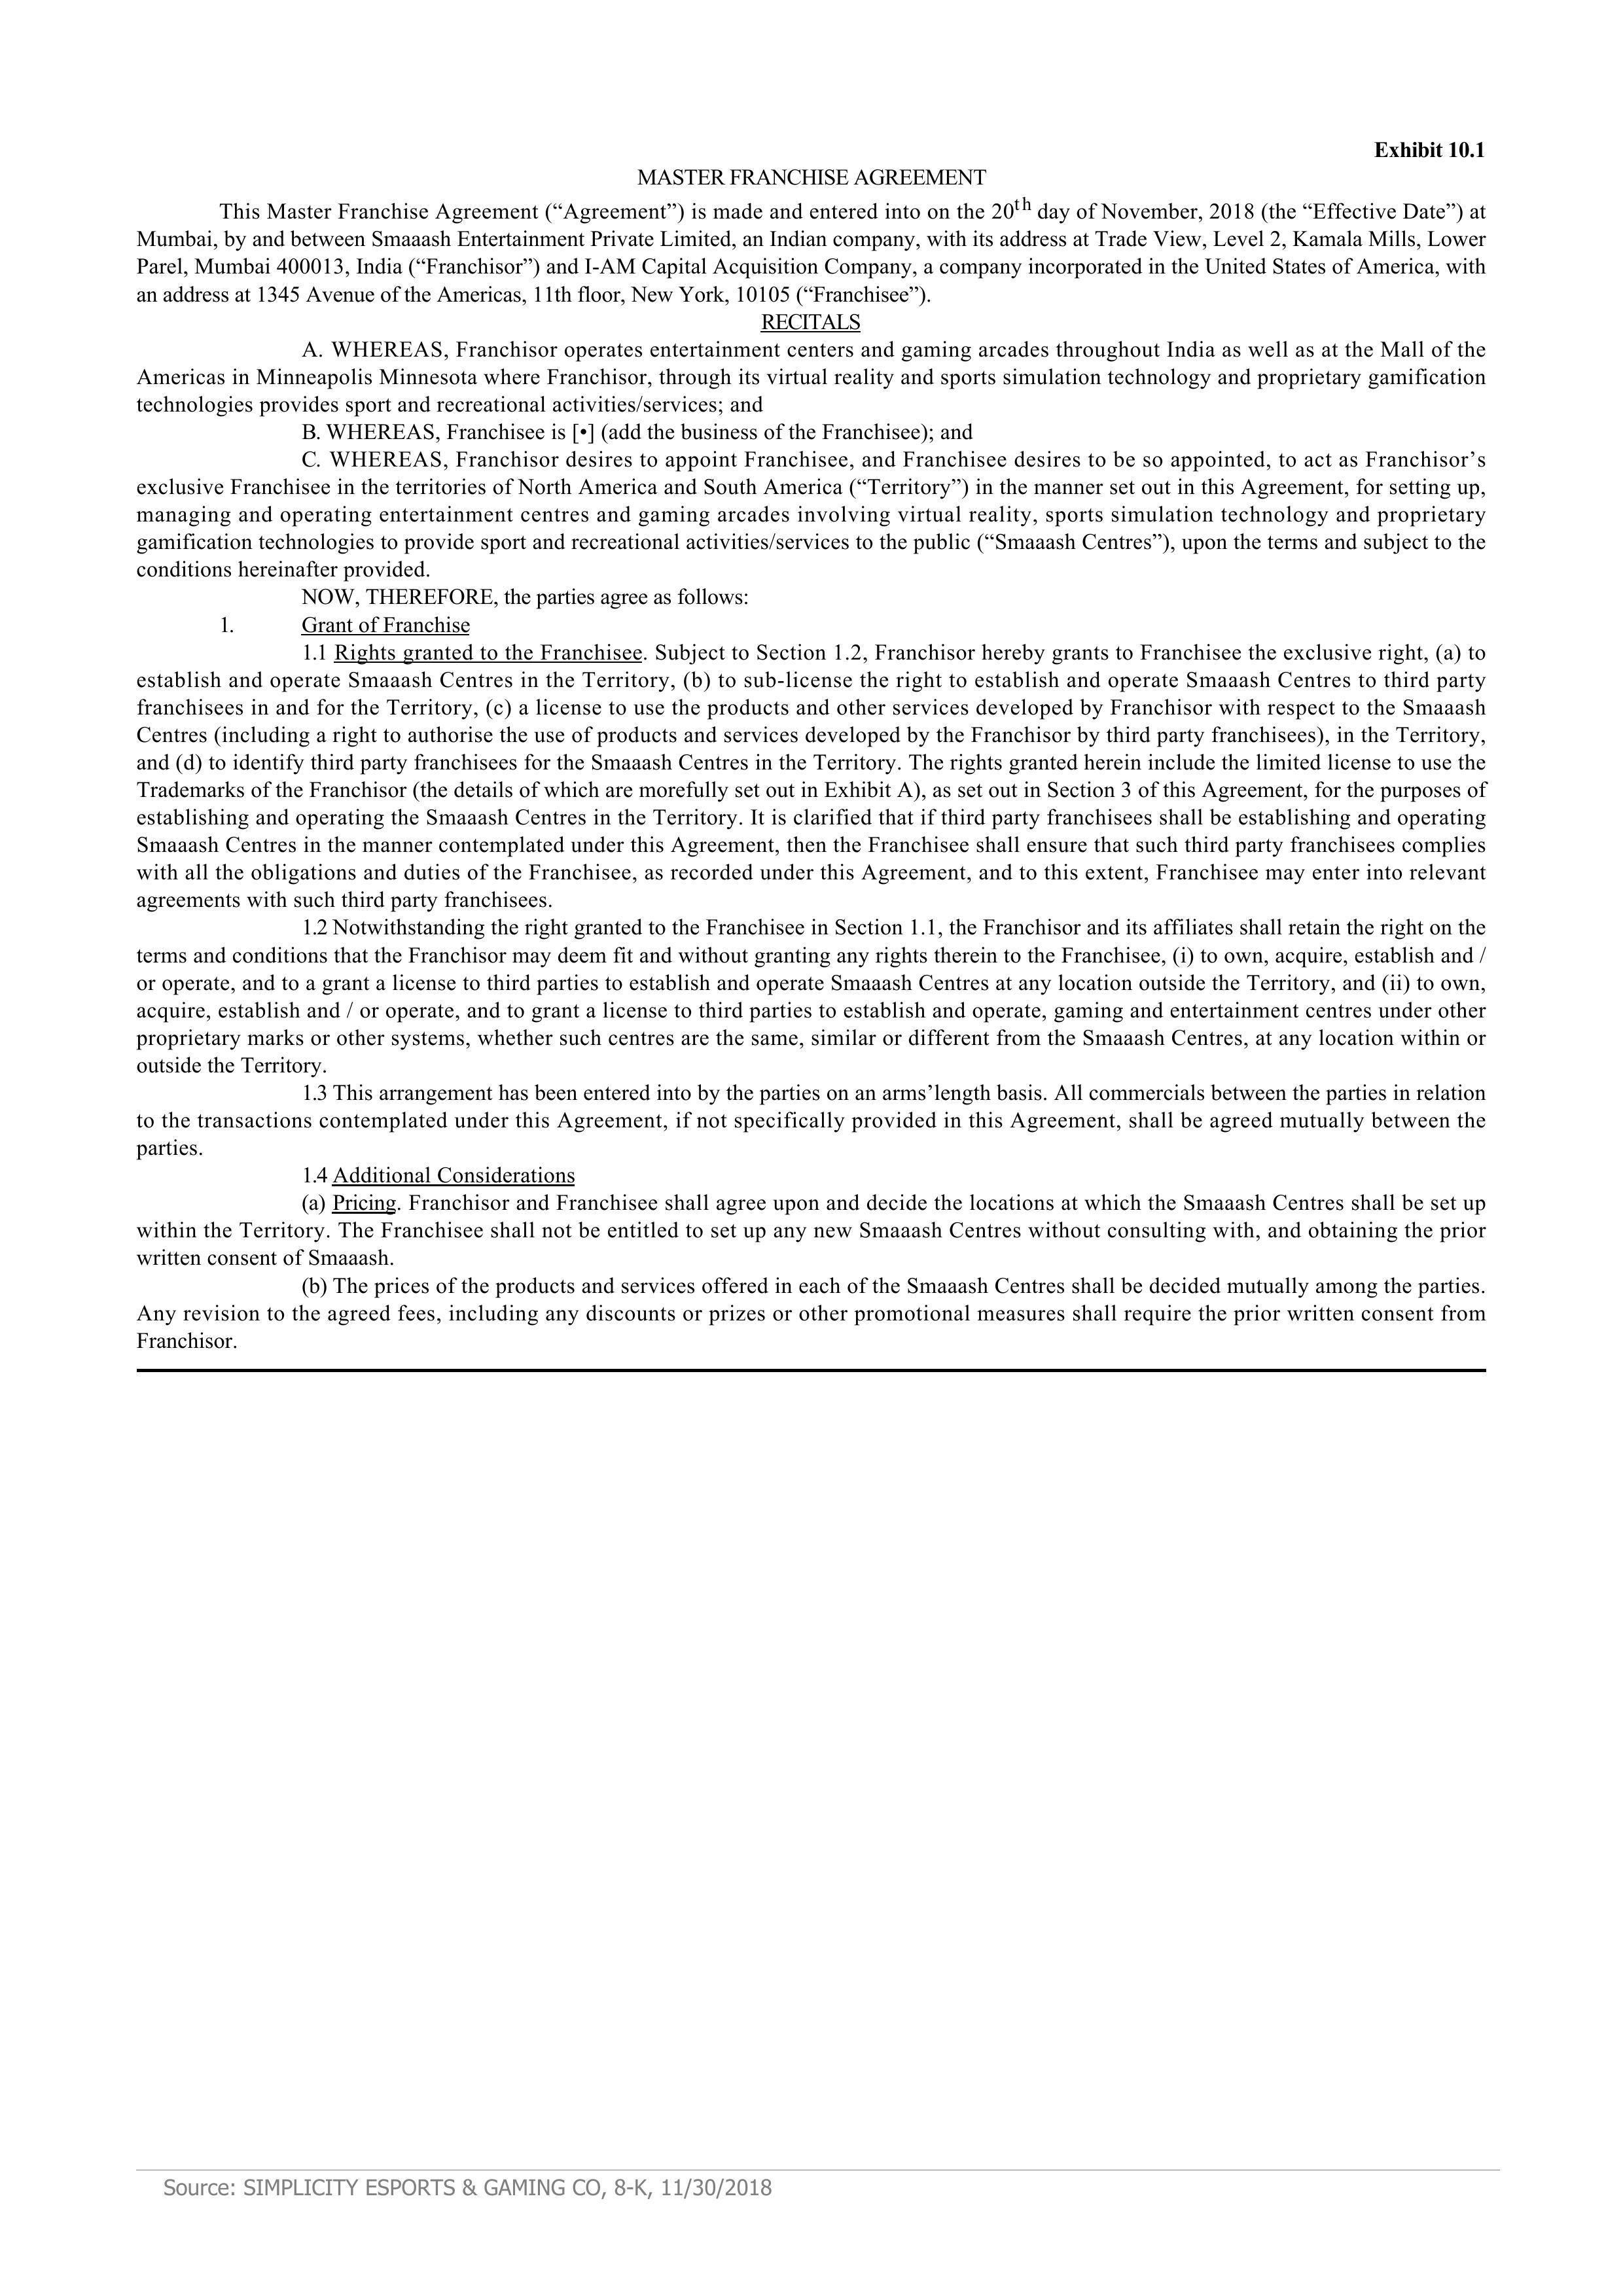 Exhibit 10.1
MASTER FRANCHISE AGREEMENT
This Master Franchise Agreement (“Agreement”) is made and entered into on the 20th day of November, 2018 (the “Effective Date”) at
Mumbai, by and between Smaaash Entertainment Private Limited, an Indian company, with its address at Trade View, Level 2, Kamala Mills, Lower
Parel, Mumbai 400013, India (“Franchisor”) and I-AM Capital Acquisition Company, a company incorporated in the United States of America, with
an address at 1345 Avenue of the Americas, 11th floor, New York, 10105 (“Franchisee”).
RECITALS
A. WHEREAS, Franchisor operates entertainment centers and gaming arcades throughout India as well as at the Mall of the
Americas in Minneapolis Minnesota where Franchisor, through its virtual reality and sports simulation technology and proprietary gamification
technologies provides sport and recreational activities/services; and
B. WHEREAS, Franchisee is [•] (add the business of the Franchisee); and
C. WHEREAS, Franchisor desires to appoint Franchisee, and Franchisee desires to be so appointed, to act as Franchisor’s
exclusive Franchisee in the territories of North America and South America (“Territory”) in the manner set out in this Agreement, for setting up,
managing and operating entertainment centres and gaming arcades involving virtual reality, sports simulation technology and proprietary
gamification technologies to provide sport and recreational activities/services to the public (“Smaaash Centres”), upon the terms and subject to the
conditions hereinafter provided.
NOW, THEREFORE, the parties agree as follows:
1. Grant of Franchise
1.1 Rights granted to the Franchisee. Subject to Section 1.2, Franchisor hereby grants to Franchisee the exclusive right, (a) to
establish and operate Smaaash Centres in the Territory, (b) to sub-license the right to establish and operate Smaaash Centres to third party
franchisees in and for the Territory, (c) a license to use the products and other services developed by Franchisor with respect to the Smaaash
Centres (including a right to authorise the use of products and services developed by the Franchisor by third party franchisees), in the Territory,
and (d) to identify third party franchisees for the Smaaash Centres in the Territory. The rights granted herein include the limited license to use the
Trademarks of the Franchisor (the details of which are morefully set out in Exhibit A), as set out in Section 3 of this Agreement, for the purposes of
establishing and operating the Smaaash Centres in the Territory. It is clarified that if third party franchisees shall be establishing and operating
Smaaash Centres in the manner contemplated under this Agreement, then the Franchisee shall ensure that such third party franchisees complies
with all the obligations and duties of the Franchisee, as recorded under this Agreement, and to this extent, Franchisee may enter into relevant
agreements with such third party franchisees.
1.2 Notwithstanding the right granted to the Franchisee in Section 1.1, the Franchisor and its affiliates shall retain the right on the
terms and conditions that the Franchisor may deem fit and without granting any rights therein to the Franchisee, (i) to own, acquire, establish and /
or operate, and to a grant a license to third parties to establish and operate Smaaash Centres at any location outside the Territory, and (ii) to own,
acquire, establish and / or operate, and to grant a license to third parties to establish and operate, gaming and entertainment centres under other
proprietary marks or other systems, whether such centres are the same, similar or different from the Smaaash Centres, at any location within or
outside the Territory.
1.3 This arrangement has been entered into by the parties on an arms’length basis. All commercials between the parties in relation
to the transactions contemplated under this Agreement, if not specifically provided in this Agreement, shall be agreed mutually between the
parties.
1.4 Additional Considerations
(a) Pricing. Franchisor and Franchisee shall agree upon and decide the locations at which the Smaaash Centres shall be set up
within the Territory. The Franchisee shall not be entitled to set up any new Smaaash Centres without consulting with, and obtaining the prior
written consent of Smaaash.
(b) The prices of the products and services offered in each of the Smaaash Centres shall be decided mutually among the parties.
Any revision to the agreed fees, including any discounts or prizes or other promotional measures shall require the prior written consent from
Franchisor.
Source: SIMPLICITY ESPORTS & GAMING CO, 8-K, 11/30/2018